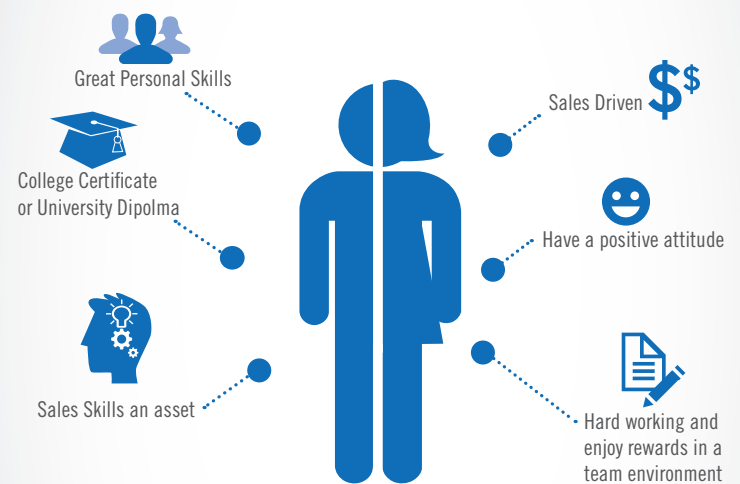 Great Personal Skills
College Certificate
or University Dipolma
Sales Skills an asset
Sales Driven $$
Have a positive attitude
Hard working and
enjoy rewards in a
team environment